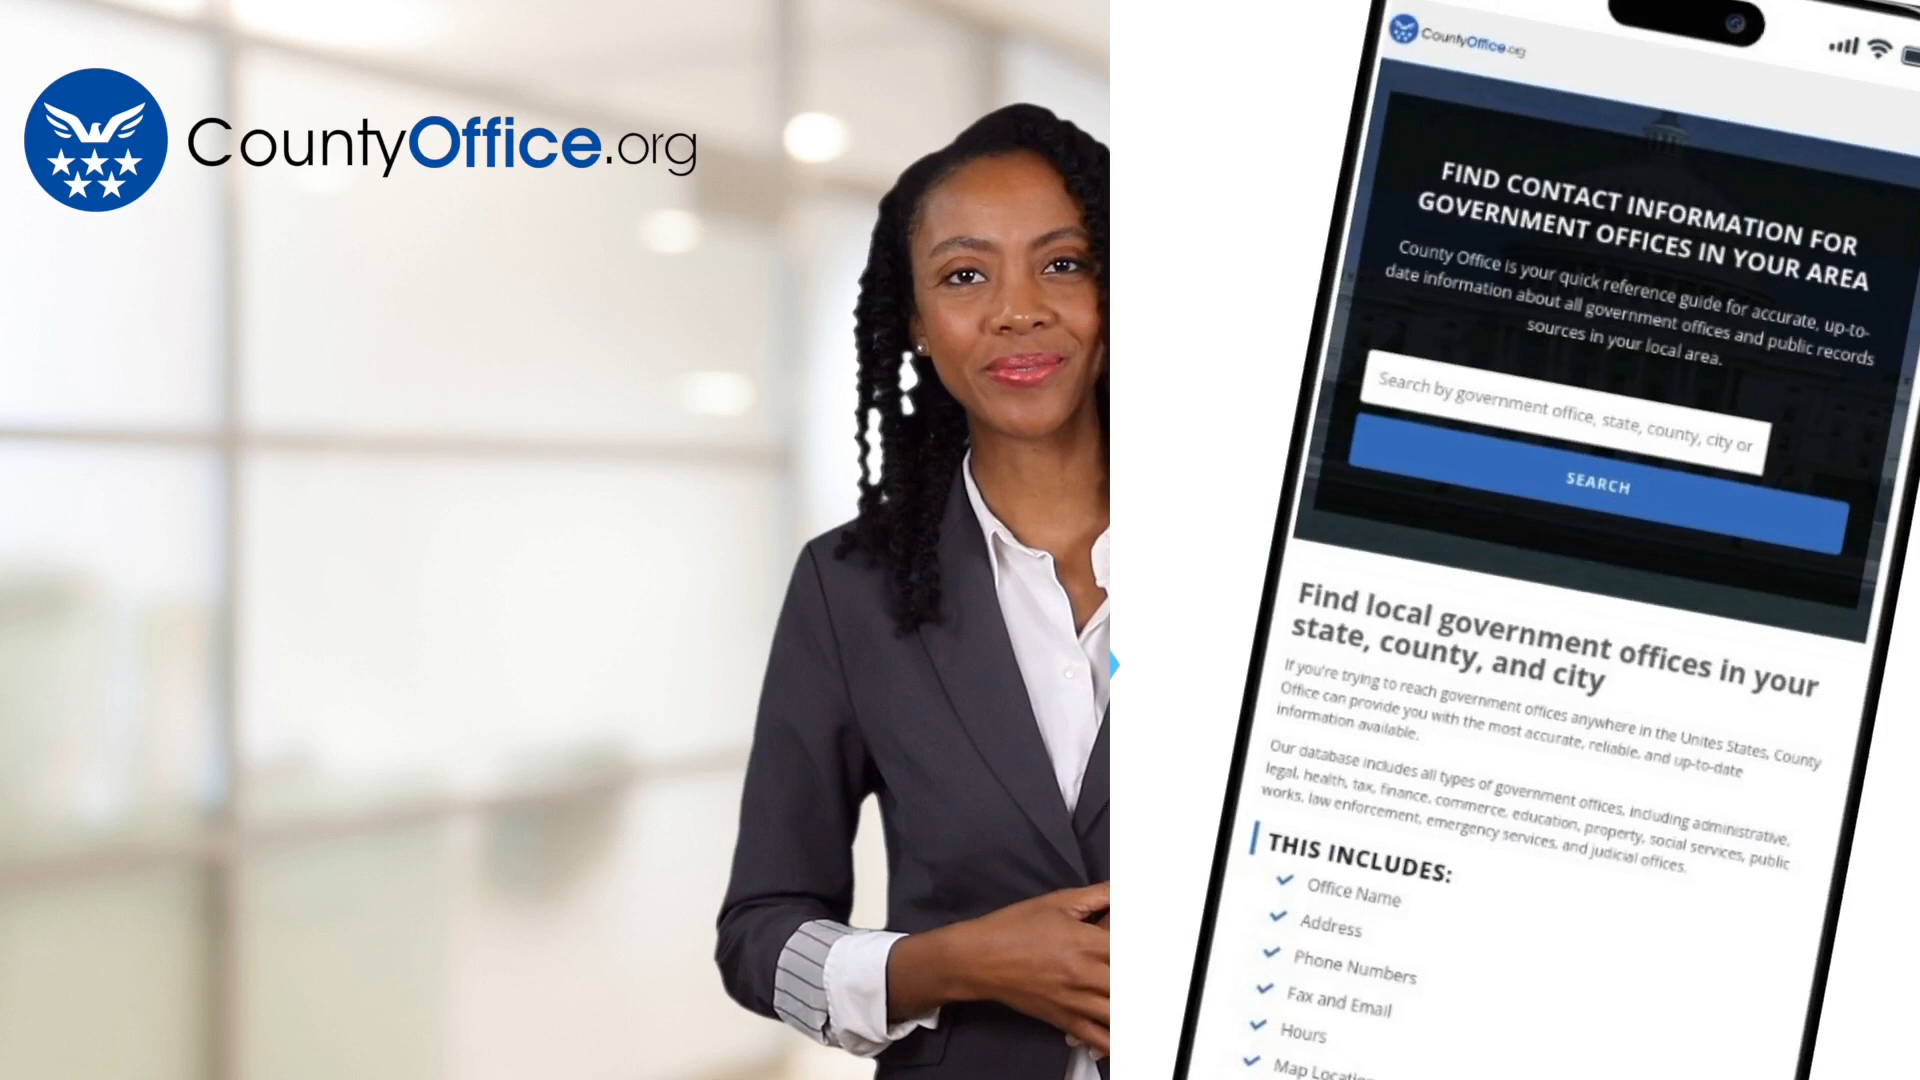 CountyOffice.org
CountyOffice.org
FIND CONTACT INFORMATION FOR
GOVERNMENT OFFICES IN YOUR AREA
County Office is your quick reference guide for accurate, up-to-
date information about all government offices and public records
sources in your local area.
Search by government office, state, county, city or
SEARCH
Find local government offices in your
state, county, and city
If you're trying to reach government offices anywhere in the Unites States, County
Office can provide you with the most accurate, reliable, and up-to-date
information available.
Our database includes all types of government offices, including administrative,
legal, health, tax, finance, commerce, education, property, social services, public
works, law enforcement, emergency services, and judicial offices.
THIS INCLUDES:
Office Name
Address
Phone Numbers
Fax and Email
Hours
Map